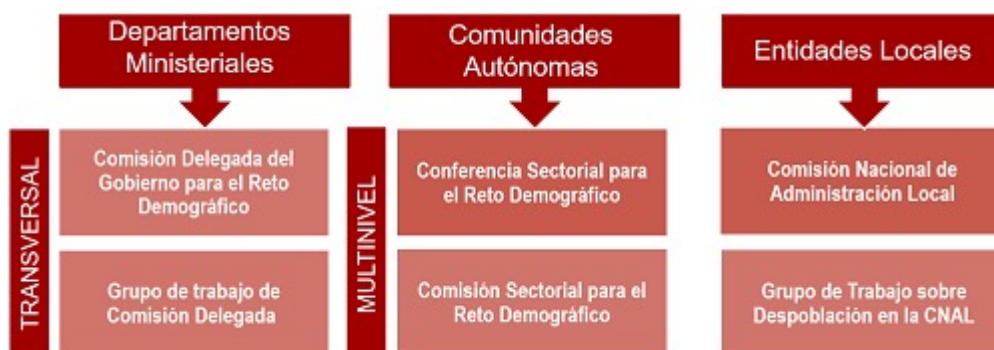 Departamentos
Ministeriales
Comunidades
Autónomas
Entidades Locales
TRANSVERSAL
Comisión Delegada del
Gobierno para el Reto
Demográfico
Grupo de trabajo de
Comisión Delegada
MULTINIVEL
Conferencia Sectorial para
el Reto Demográfico
Comisión Sectorial para el
Reto Demográfico
Comisión Nacional de
Administración Local
Grupo de Trabajo sobre
Despoblación en la CNAL